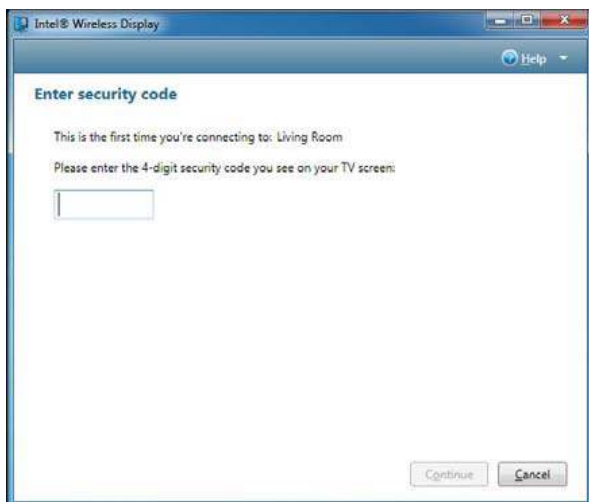 Intel® Wireless Display
Help
Enter security code
This is the first time you're connecting to: Living Room
Please enter the 4-digit security code you see on your TV screen:
Continue
Cancel